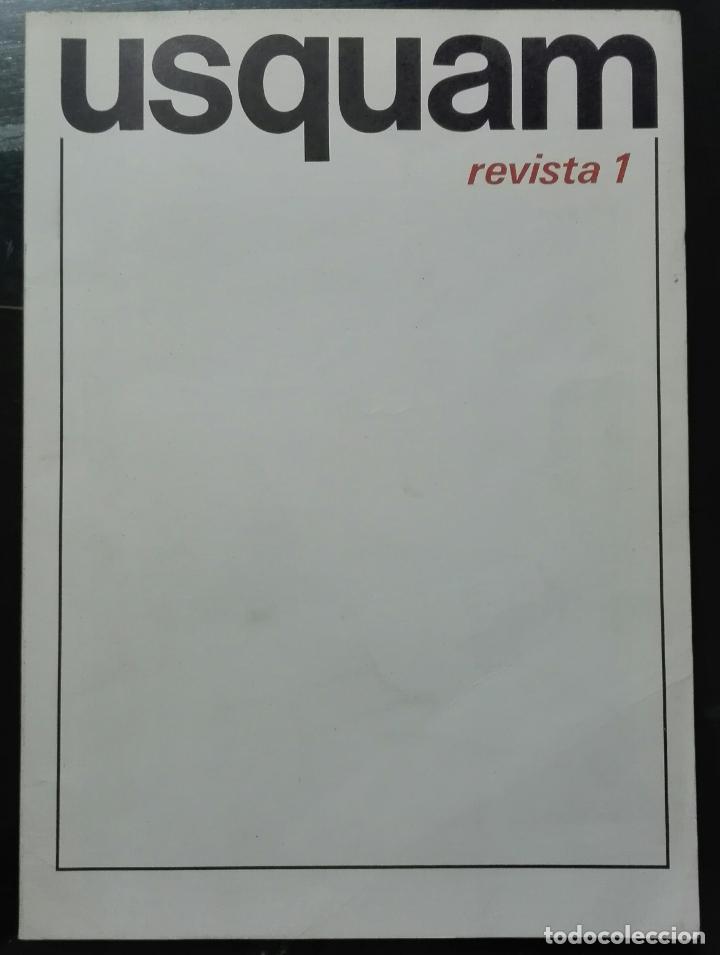 usquam
revista 1
todocoleccion